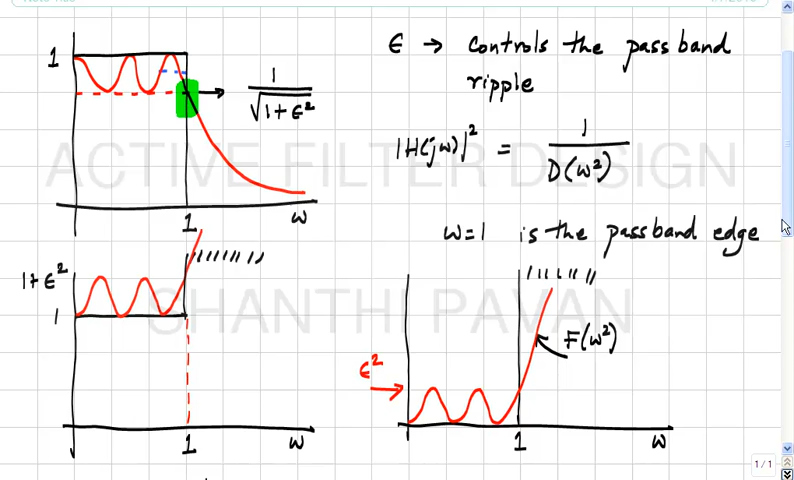 1
1
√1+ε²
ω
1
ε → Controls the passband
ripple
|H(jω)|² = 1
D(ω²)
ω=1 is the passband edge
ACTIVE FILTER DESIGN
SHANTHI PAVAN
1+ε²
1
1
ω
ε²
F(ω²)
1
ω
1/1